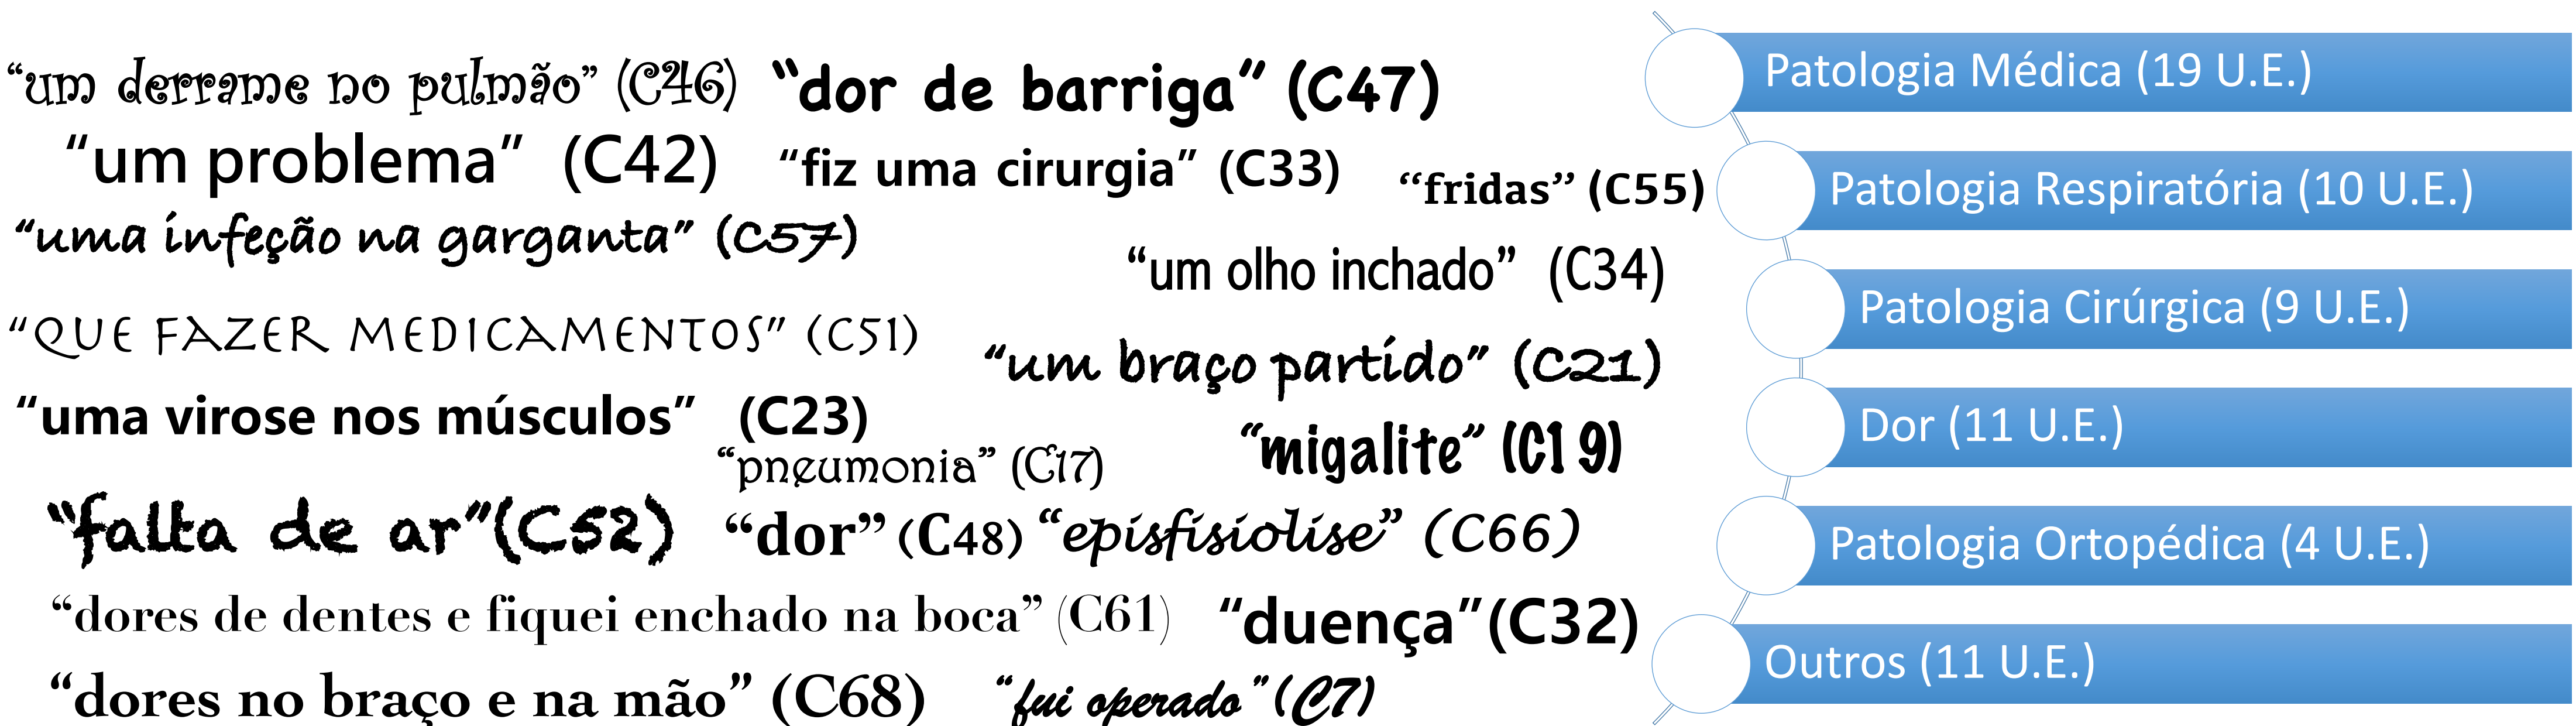 “um derrame no pulmão” (C46) “dor de barriga” (C47)
“um problema” (C42) “fiz uma cirurgia” (C33) “fridas” (C55)
“uma infeção na garganta” (C57)
“um olho inchado” (C34)
“QUE FAZER MEDICAMENTOS” (C51)
“um braço partido” (C21)
“uma virose nos músculos” (C23)
“migalite” (C1 9)
“pneumonia” (C17)
“falta de ar”(C52) “dor” (C48) “episfisiolise” (C66)
“dores de dentes e fiquei enchado na boca” (C61) “duença”(C32)
“dores no braço e na mão” (C68) “fui operado” (C7)
Patologia Médica (19 U.E.)
Patologia Respiratória (10 U.E.)
Patologia Cirúrgica (9 U.E.)
Dor (11 U.E.)
Patologia Ortopédica (4 U.E.)
Outros (11 U.E.)